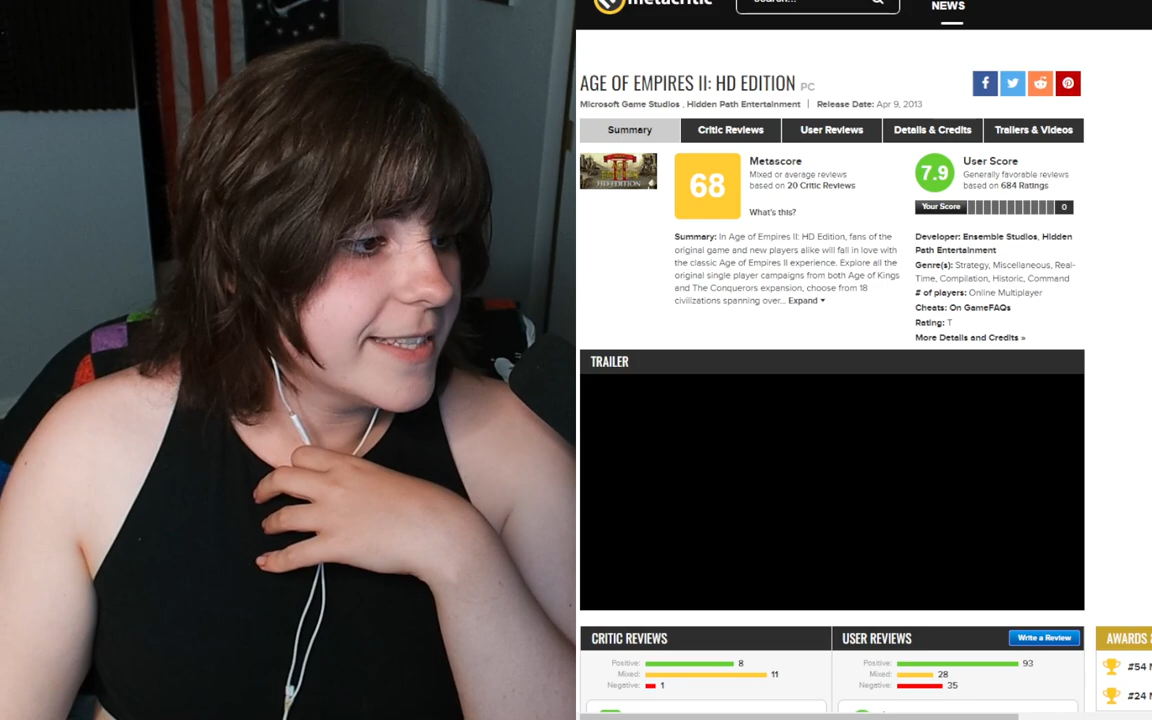 metacritic
Search...
NEWS
AGE OF EMPIRES II: HD EDITION PC
Microsoft Game Studios , Hidden Path Entertainment | Release Date: Apr 9, 2013
Summary Critic Reviews User Reviews Details & Credits Trailers & Videos
HD EDITION
68
Metascore
Mixed or average reviews
based on 20 Critic Reviews
What's this?
Summary: In Age of Empires II: HD Edition, fans of the
original game and new players alike will fall in love with
the classic Age of Empires II experience. Explore all the
original single player campaigns from both Age of Kings
and The Conquerors expansion, choose from 18
civilizations spanning over... Expand
7.9
User Score
Generally favorable reviews
based on 684 Ratings
Your Score 0
Developer: Ensemble Studios, Hidden
Path Entertainment
Genre(s): Strategy, Miscellaneous, Real-
Time, Compilation, Historic, Command
# of players: Online Multiplayer
Cheats: On GameFAQs
Rating: T
More Details and Credits »
TRAILER
CRITIC REVIEWS
Positive: 8
Mixed: 11
Negative: 1
USER REVIEWS Write a Review
Positive: 93
Mixed: 28
Negative: 35
AWARDS &
#54
#24